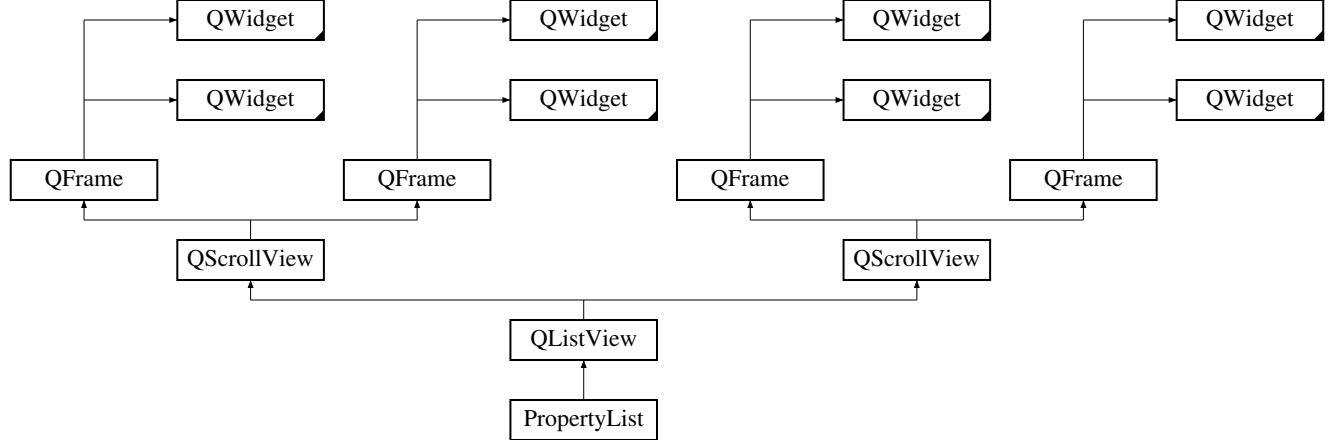 QWidget QWidget QWidget QWidget
QWidget QWidget QWidget QWidget
QFrame QFrame QFrame QFrame
QScrollView QScrollView
QListView
PropertyList